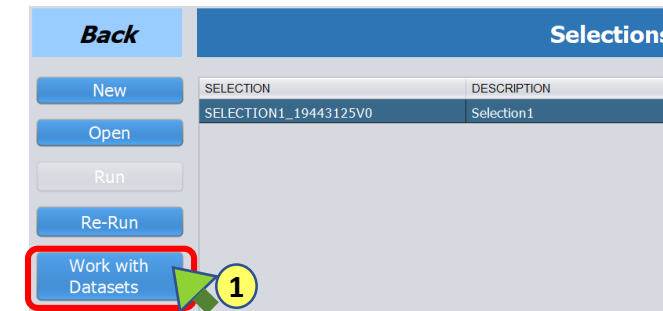 Back
Selections
New
Open
Run
Re-Run
Work with
Datasets
SELECTION DESCRIPTION
SELECTION1_19443125V0 Selection1
1